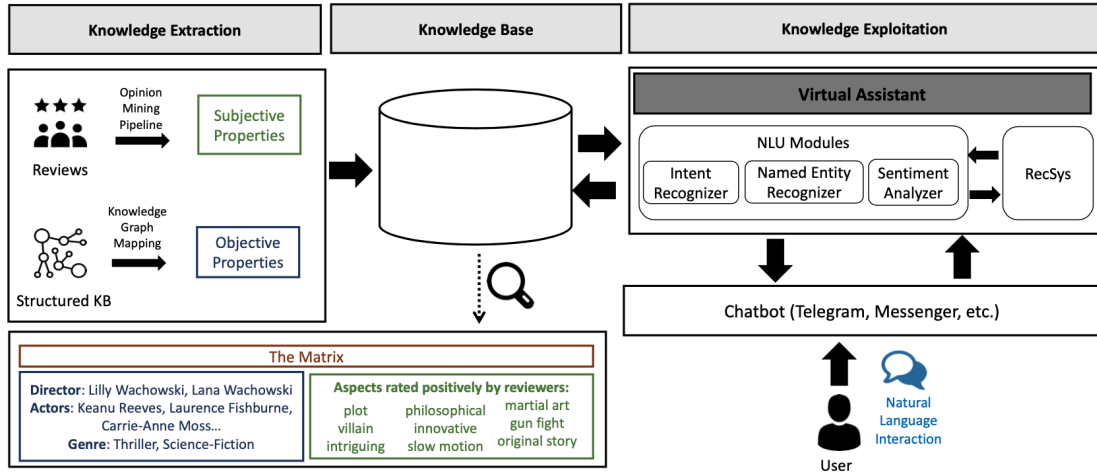 Knowledge Extraction
Knowledge Base
Knowledge Exploitation
Opinion
Mining
Pipeline
Subjective
Properties
Reviews
Knowledge
Graph
Mapping
Objective
Properties
Structured KB
Virtual Assistant
NLU Modules
Intent
Recognizer
Named Entity
Recognizer
Sentiment
Analyzer
RecSys
Chatbot (Telegram, Messenger, etc.)
Natural
Language
Interaction
User
The Matrix
Director: Lilly Wachowski, Lana Wachowski
Actors: Keanu Reeves, Laurence Fishburne,
Carrie-Anne Moss...
Genre: Thriller, Science-Fiction
Aspects rated positively by reviewers:
plot
villain
intriguing
philosophical
innovative
slow motion
martial art
gun fight
original story